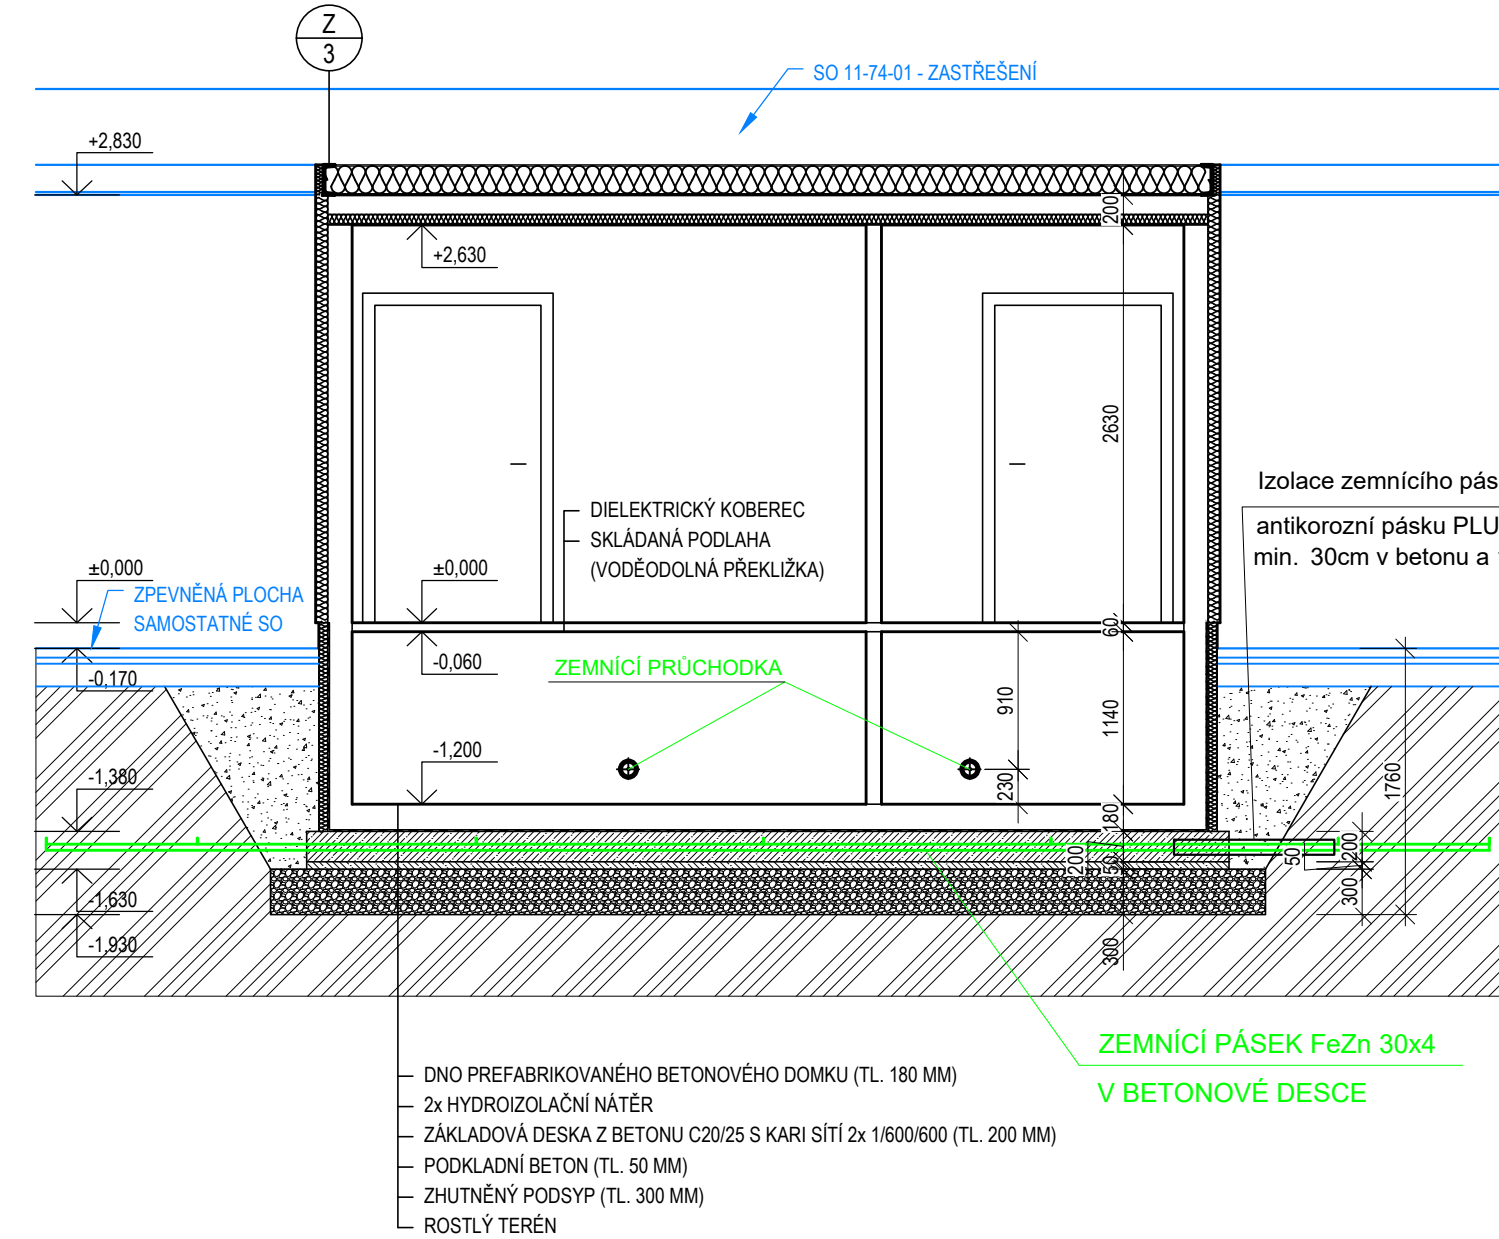 Z
3
SO 11-74-01 - ZASTŘEŠENÍ
+2,830
200
+2,630
2630
Izolace zemnícího pás
antikorozní pásku PLU
min. 30cm v betonu a
DIELEKTRICKÝ KOBEREC
SKLÁDANÁ PODLAHA
(VODĚODOLNÁ PŘEKLIŽKA)
±0,000
±0,000
ZPEVNĚNÁ PLOCHA
SAMOSTATNÉ SO
60
-0,060
-0,170
ZEMNÍCÍ PRŮCHODKA
910
1140
-1,200
-1,380
230
1760
180
200
50
50
200
300
-1,630
-1,930
300
ZEMNÍCÍ PÁSEK FeZn 30x4
V BETONOVÉ DESCE
DNO PREFABRIKOVANÉHO BETONOVÉHO DOMKU (TL. 180 MM)
2x HYDROIZOLAČNÍ NÁTĚR
ZÁKLADOVÁ DESKA Z BETONU C20/25 S KARI SÍTÍ 2x 1/600/600 (TL. 200 MM)
PODKLADNÍ BETON (TL. 50 MM)
ZHUTNĚNÝ PODSYP (TL. 300 MM)
ROSTLÝ TERÉN